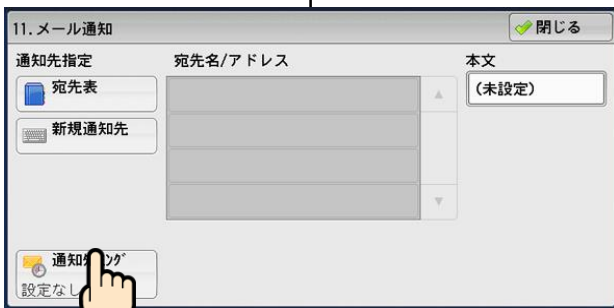 11. メール通知
閉じる
通知先指定
宛先名/アドレス
本文
宛先表
(未設定)
新規通知先
通知
ング
設定なし